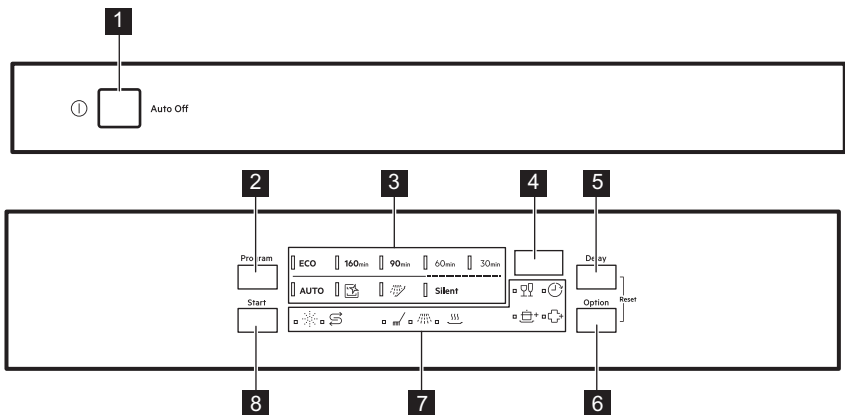 1
Auto Off
2 3 4 5
Program
ECO 160min 90min 60min 30min
Delay
AUTO Silent
Start
Option
Reset
8 7 6